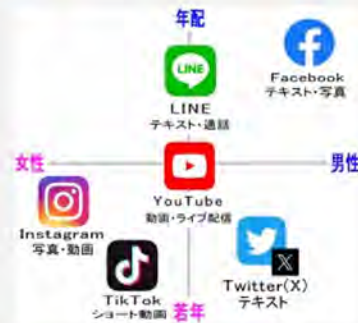 年配
LINE
LINE
テキスト・通話
Facebook
テキスト・写真
女性
男性
YouTube
動画・ライブ配信
Instagram
写真・動画
TikTok
ショート動画
Twitter(X)
テキスト
若年